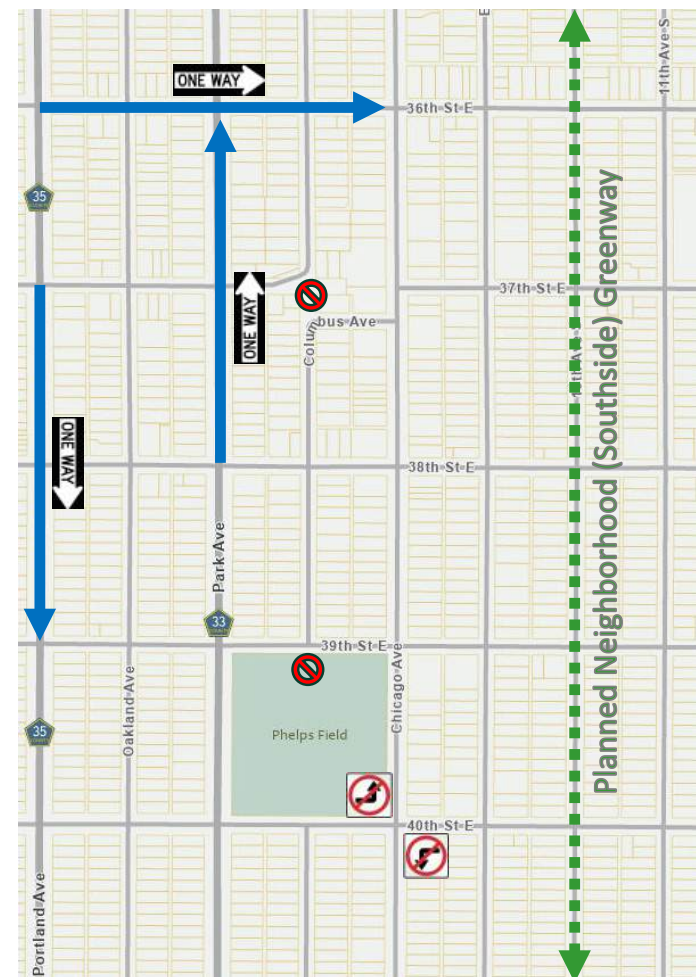 11th Ave S
ONE WAY
36th St E
35
37th St E
ONE WAY
Columbus Ave
ONE WAY
38th St E
Planned Neighborhood (Southside) Greenway
Park Ave
33
39th St E
Oakland Ave
Chicago Ave
35
Phelps Field
40th St E
Portland Ave